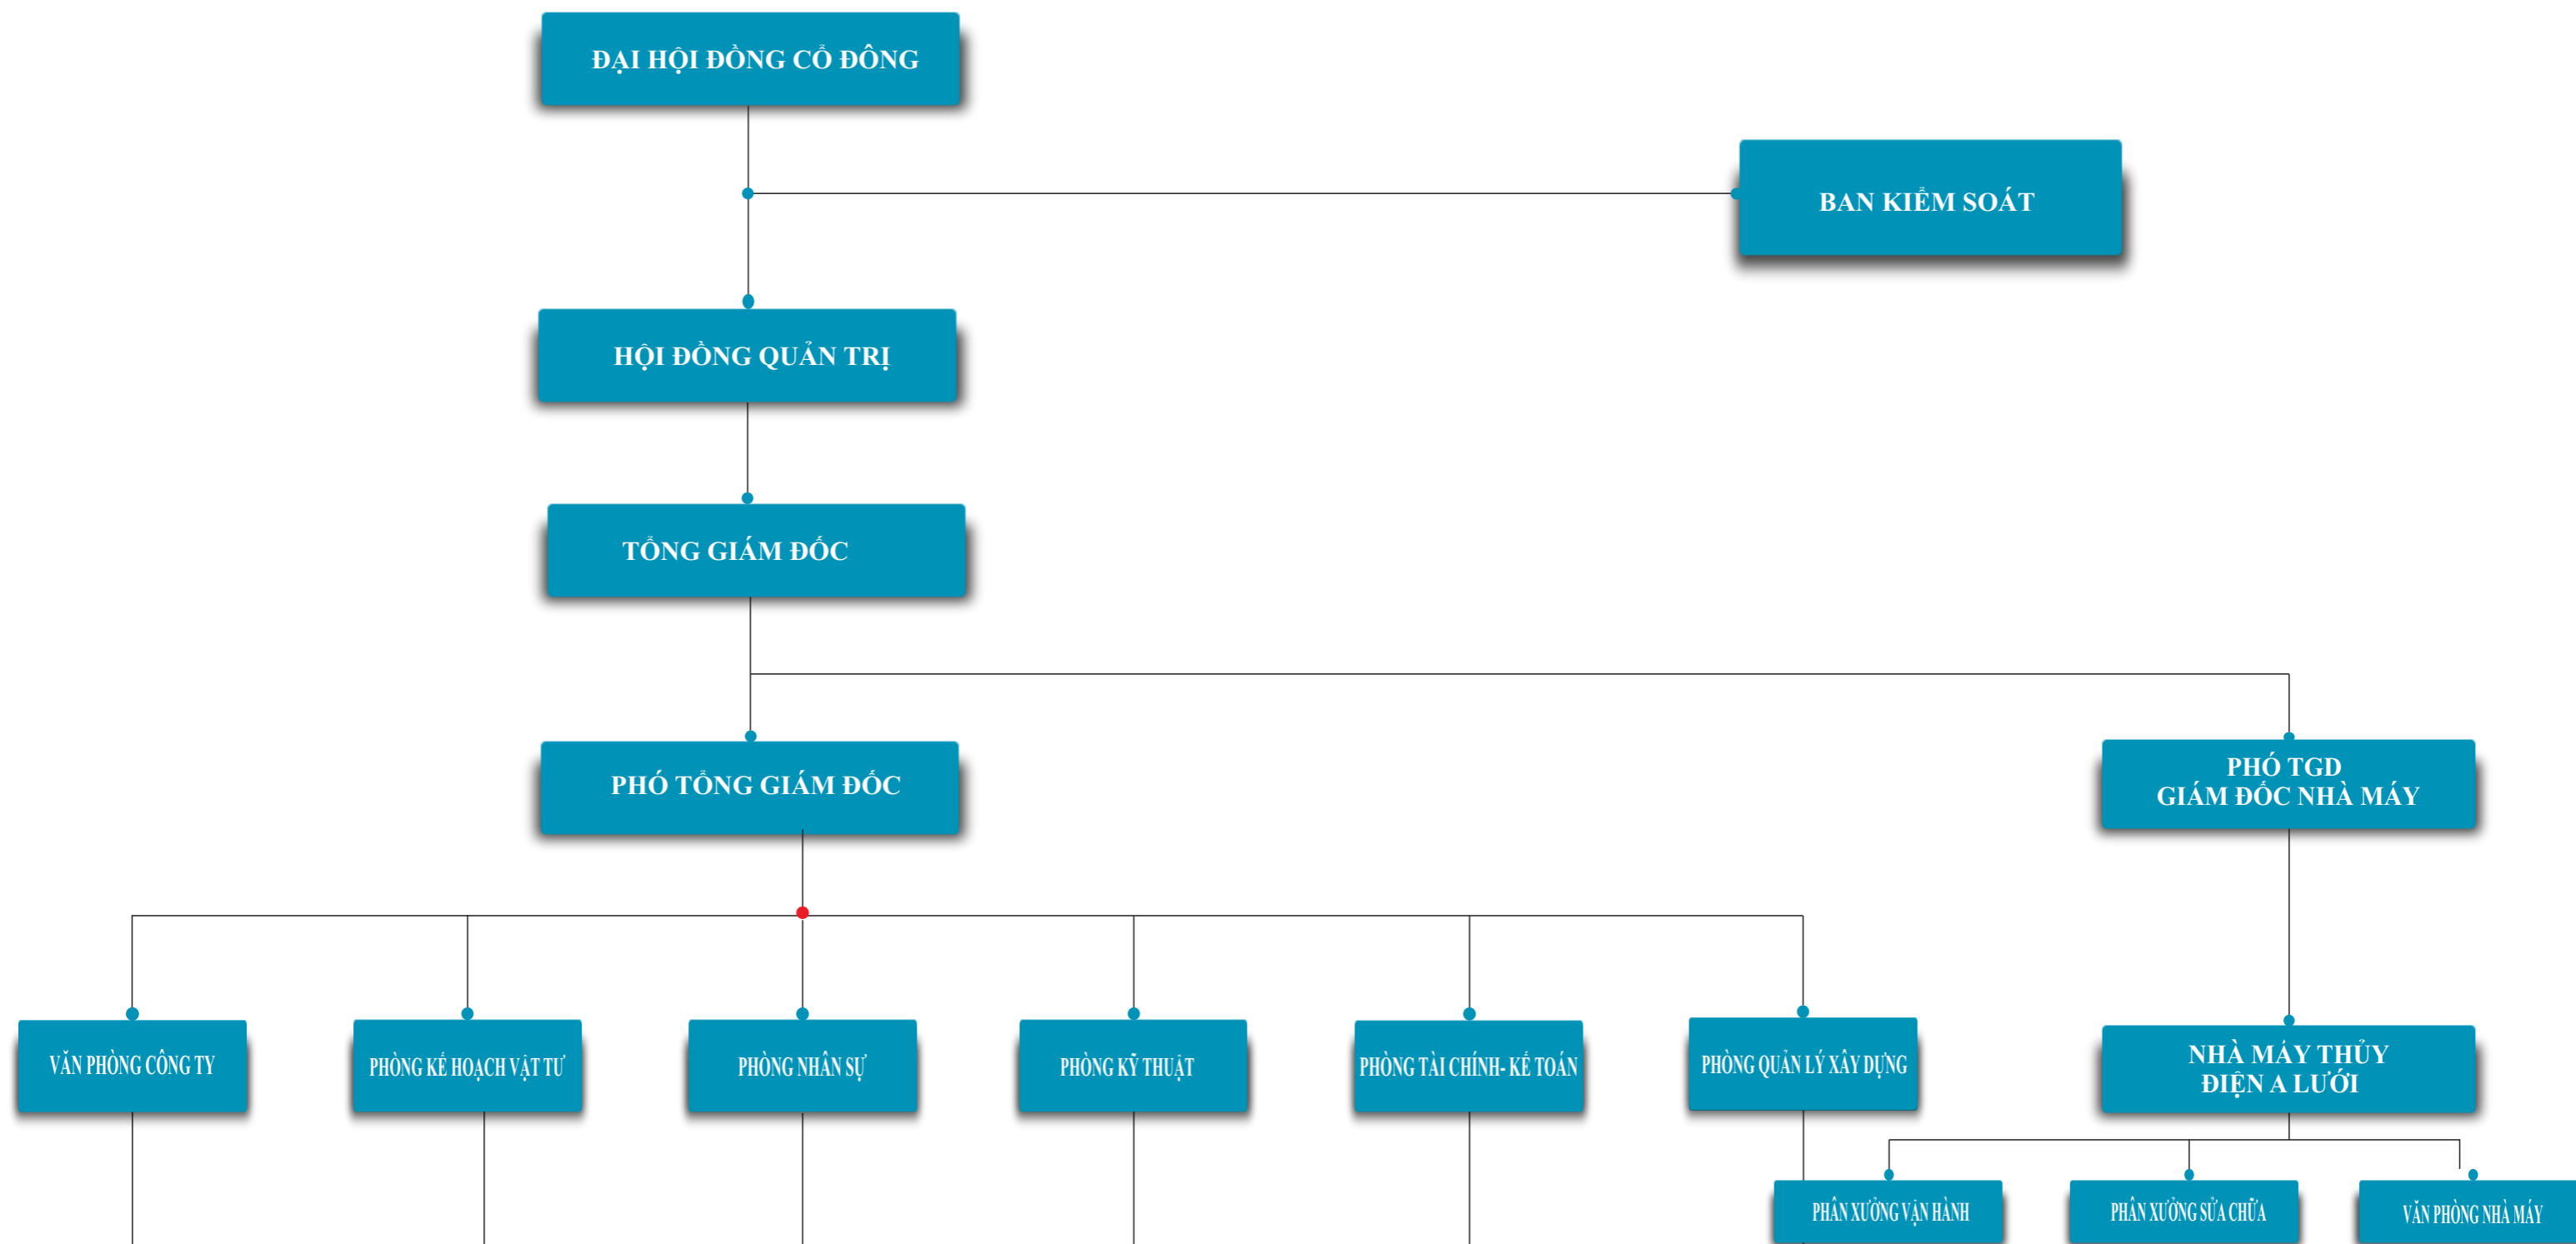 ĐẠI HỘI ĐỒNG CỔ ĐÔNG
BAN KIỂM SOÁT
HỘI ĐỒNG QUẢN TRỊ
TỔNG GIÁM ĐỐC
PHÓ TỔNG GIÁM ĐỐC
PHÓ TGD
GIÁM ĐỐC NHÀ MÁY
VĂN PHÒNG CÔNG TY
PHÒNG KẾ HOẠCH VẬT TƯ
PHÒNG NHÂN SỰ
PHÒNG KỸ THUẬT
PHÒNG TÀI CHÍNH- KẾ TOÁN
PHÒNG QUẢN LÝ XÂY DỰNG
NHÀ MÁY THỦY
ĐIỆN A LƯỚI
PHÂN XƯỞNG VẬN HÀNH
PHÂN XƯỞNG SỬA CHỮA
VĂN PHÒNG NHÀ MÁY